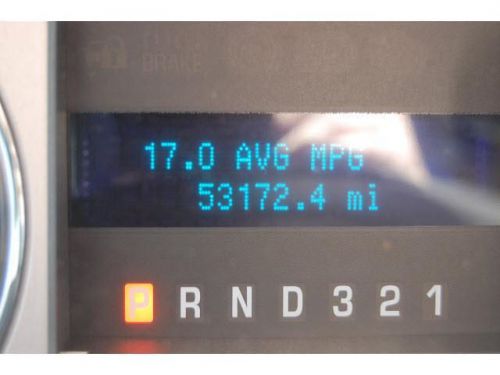 BRAKE
17.0 AVG MPG
53172.4 mi
P R N D 3 2 1